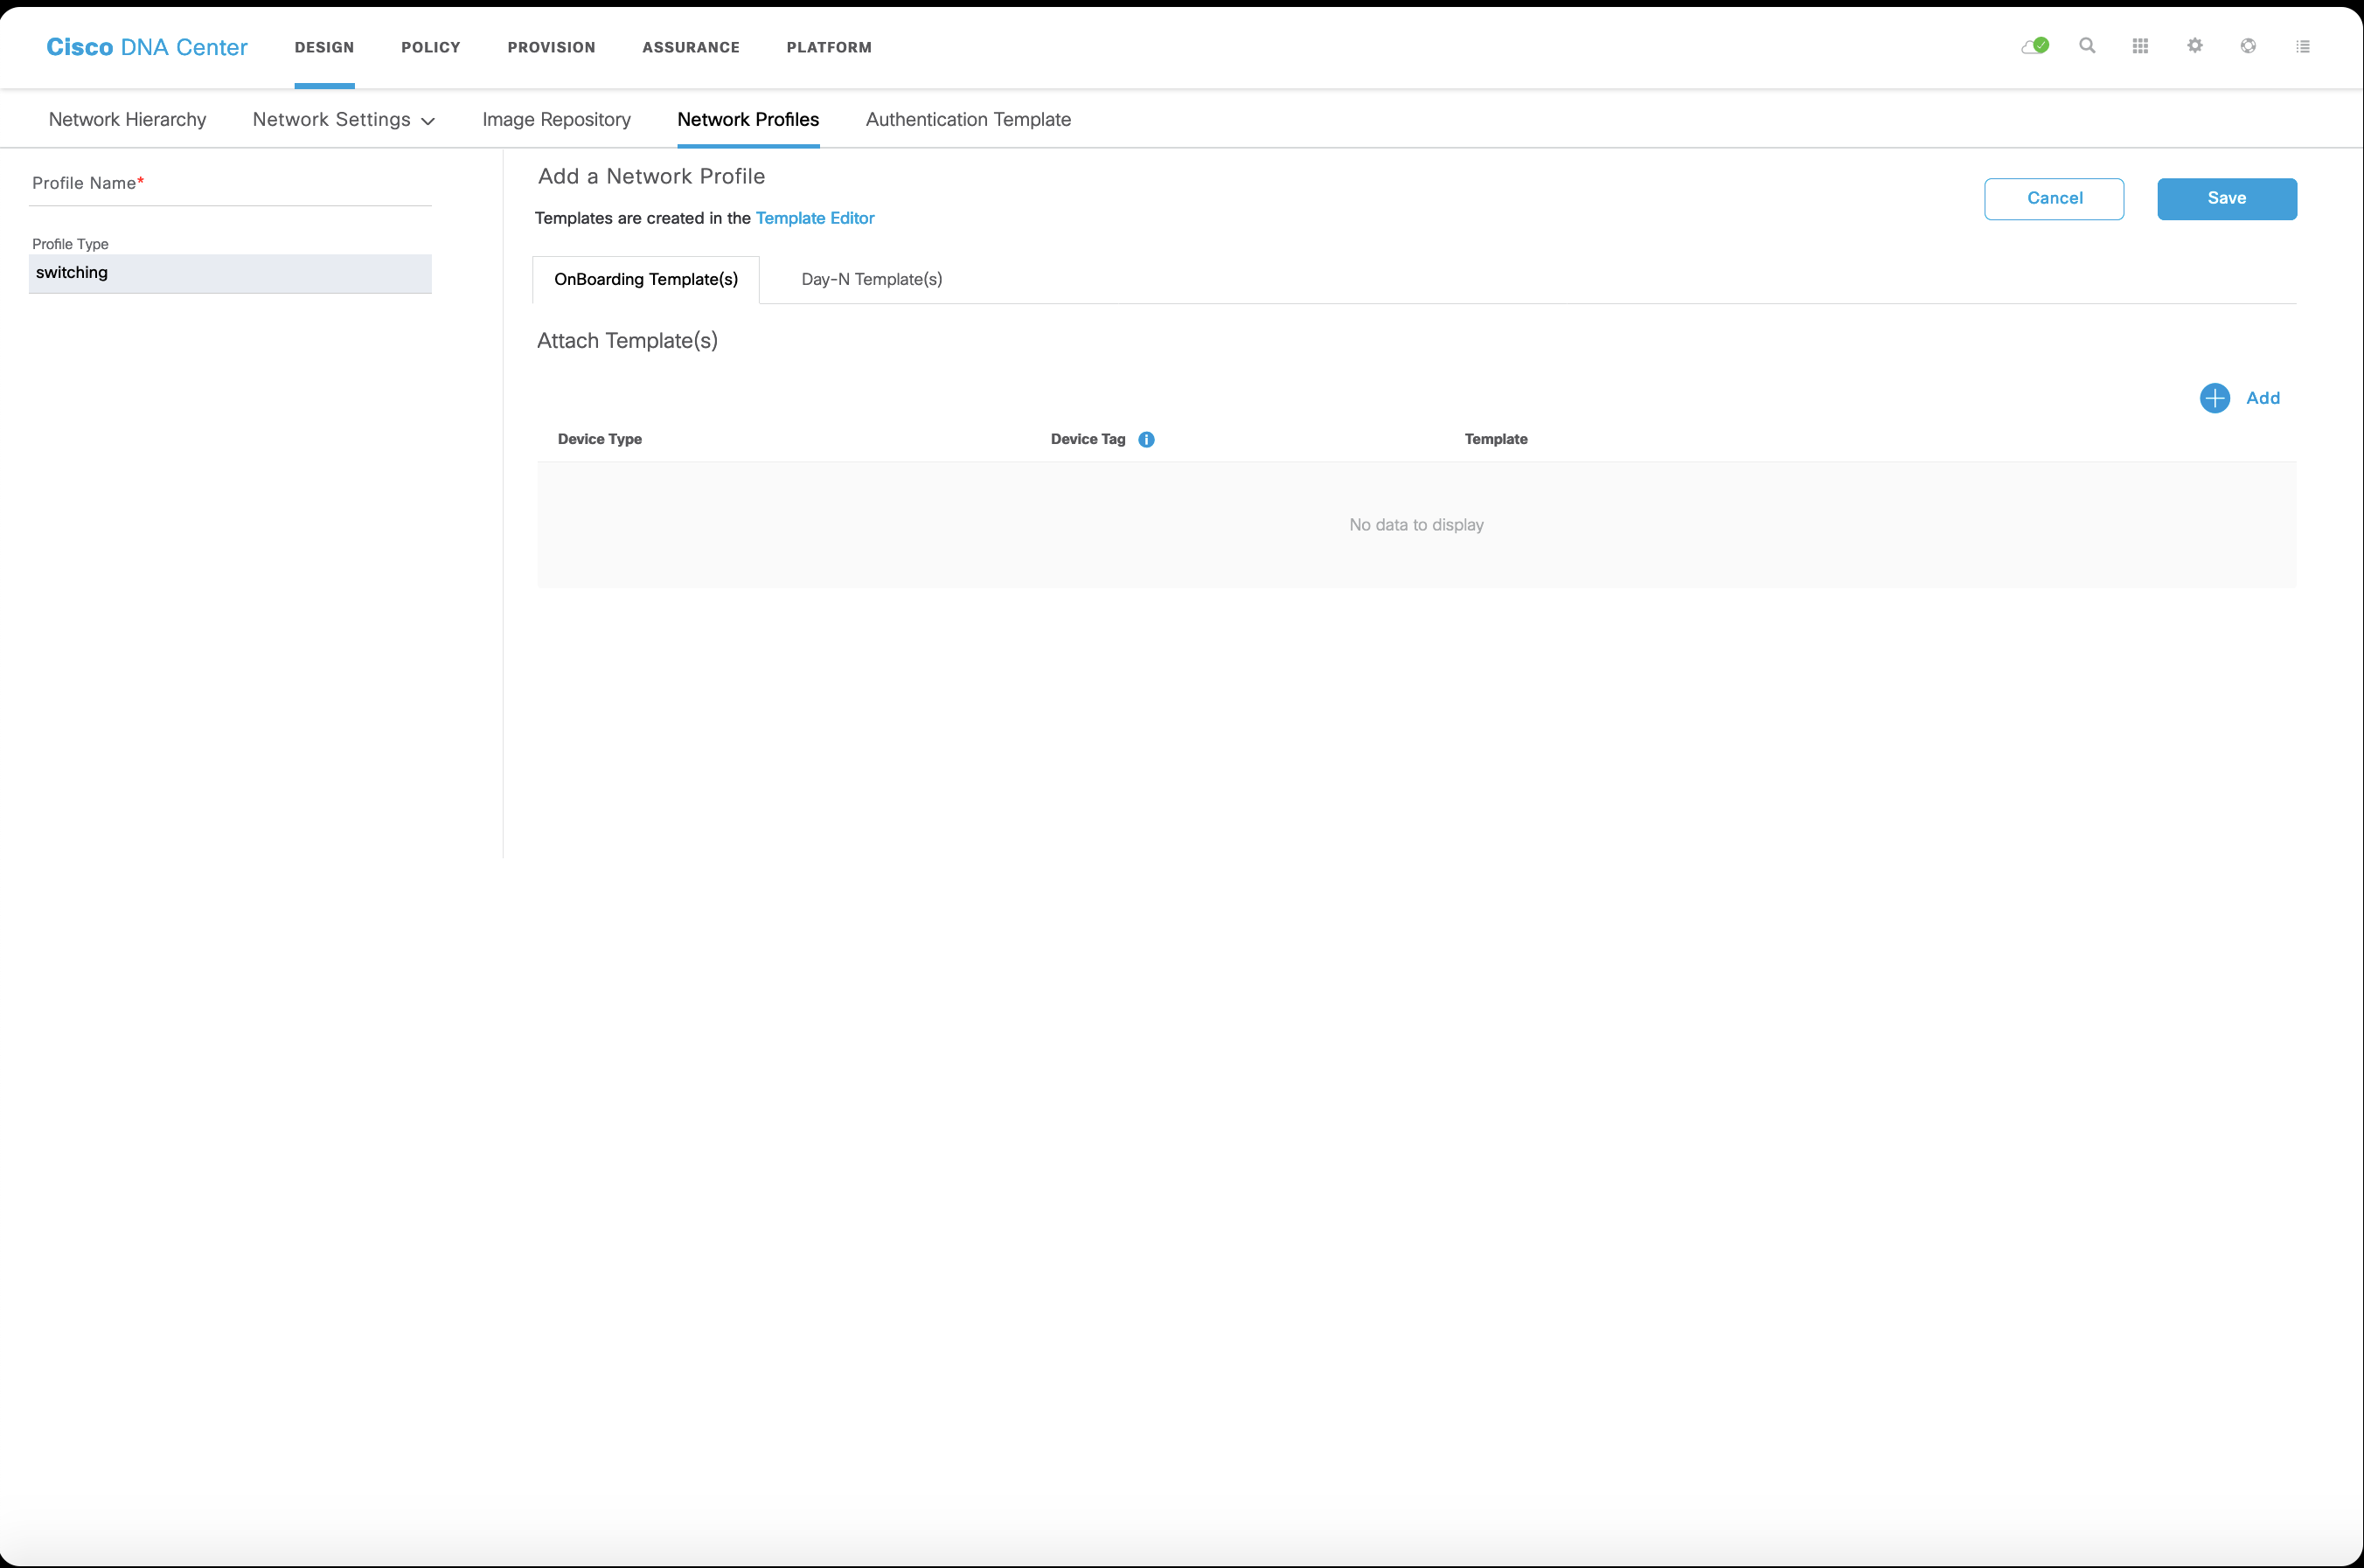 Cisco DNA Center DESIGN POLICY PROVISION ASSURANCE PLATFORM
Network Hierarchy Network Settings Image Repository Network Profiles Authentication Template
Profile Name*
Profile Type
switching
Add a Network Profile
Cancel Save
Templates are created in the Template Editor
OnBoarding Template(s) Day-N Template(s)
Attach Template(s)
Add
Device Type Device Tag i Template
No data to display